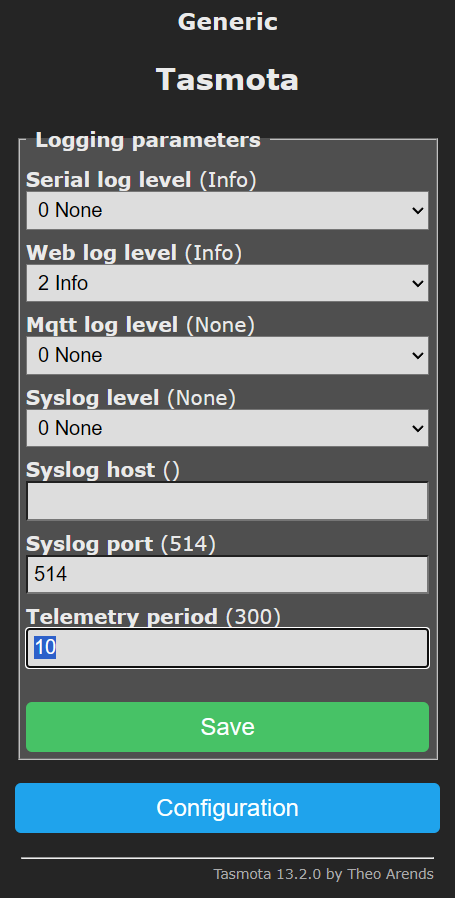 Generic
Tasmota
Logging parameters
Serial log level (Info)
0 None
Web log level (Info)
2 Info
Mqtt log level (None)
0 None
Syslog level (None)
0 None
Syslog host ()
Syslog port (514)
514
Telemetry period (300)
10
Save
Configuration
Tasmota 13.2.0 by Theo Arends